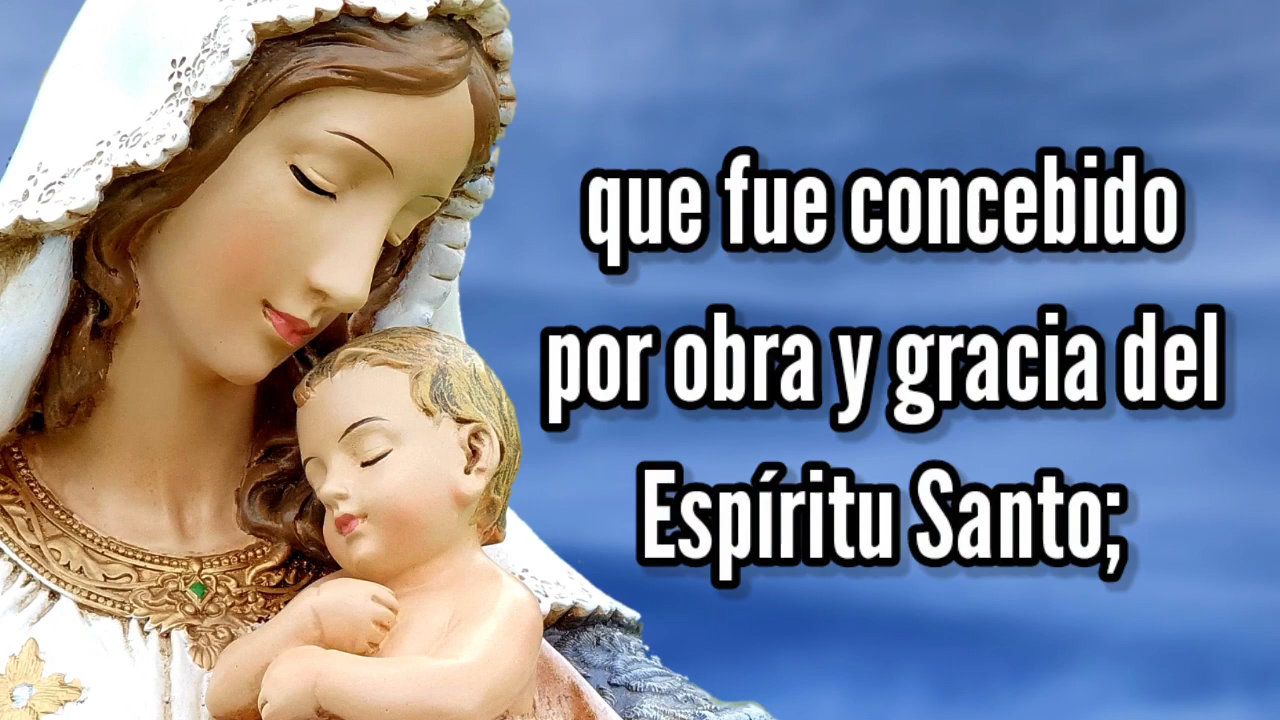 que fue concebido
por obra y gracia del
Espíritu Santo;